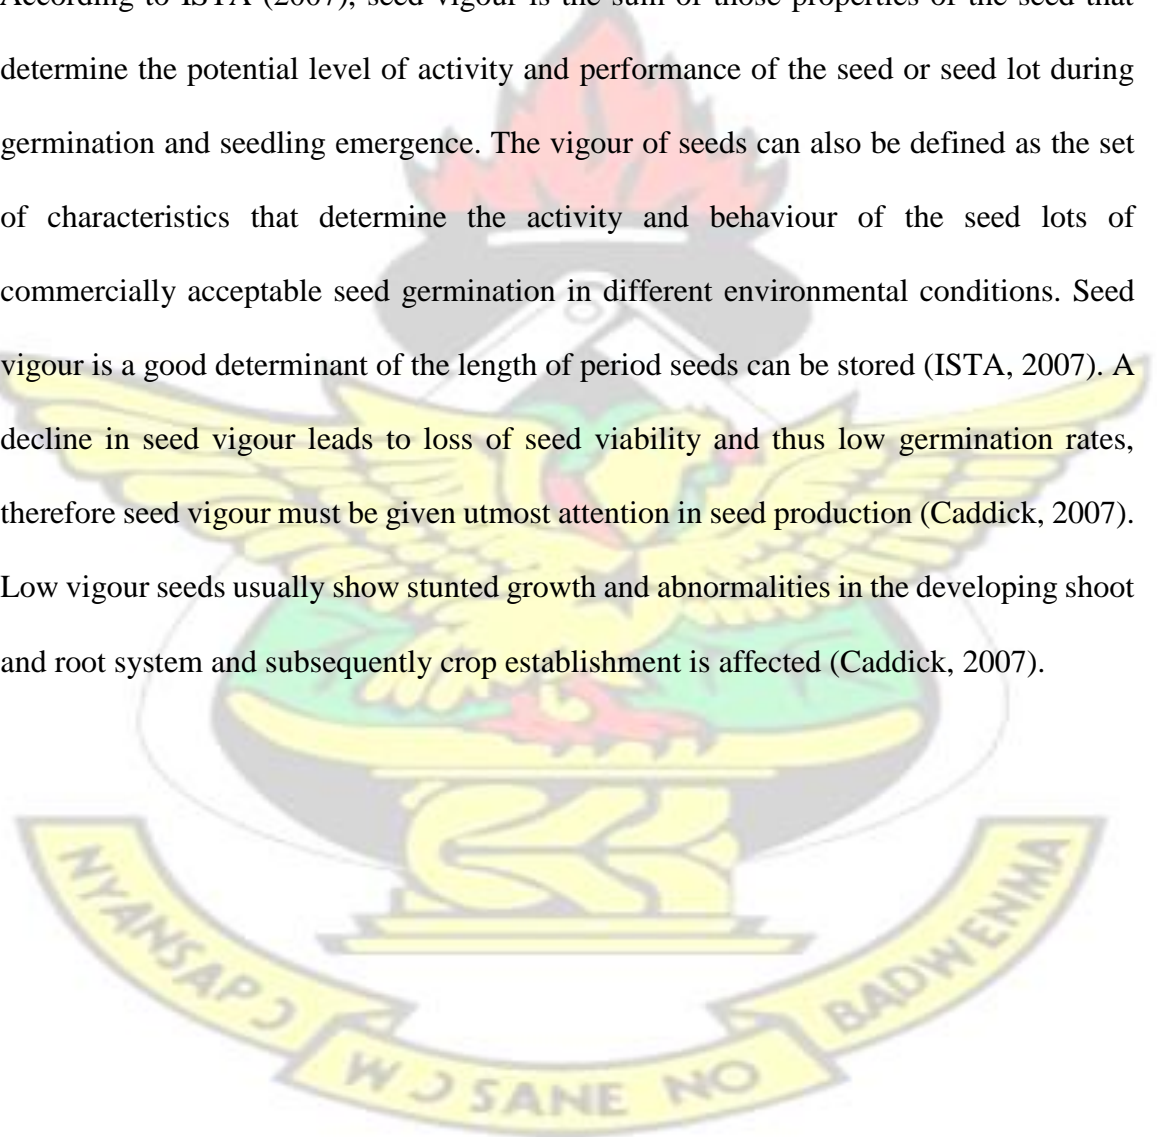 According to ISTA (2007), seed vigour is the sum of those properties of the seed that
determine the potential level of activity and performance of the seed or seed lot during
germination and seedling emergence. The vigour of seeds can also be defined as the set
of characteristics that determine the activity and behaviour of the seed lots of
commercially acceptable seed germination in different environmental conditions. Seed
vigour is a good determinant of the length of period seeds can be stored (ISTA, 2007). A
decline in seed vigour leads to loss of seed viability and thus low germination rates,
therefore seed vigour must be given utmost attention in seed production (Caddick, 2007).
Low vigour seeds usually show stunted growth and abnormalities in the developing shoot
and root system and subsequently crop establishment is affected (Caddick, 2007).
NYANSAPƆ
WƆSANE NO
BADWENMA